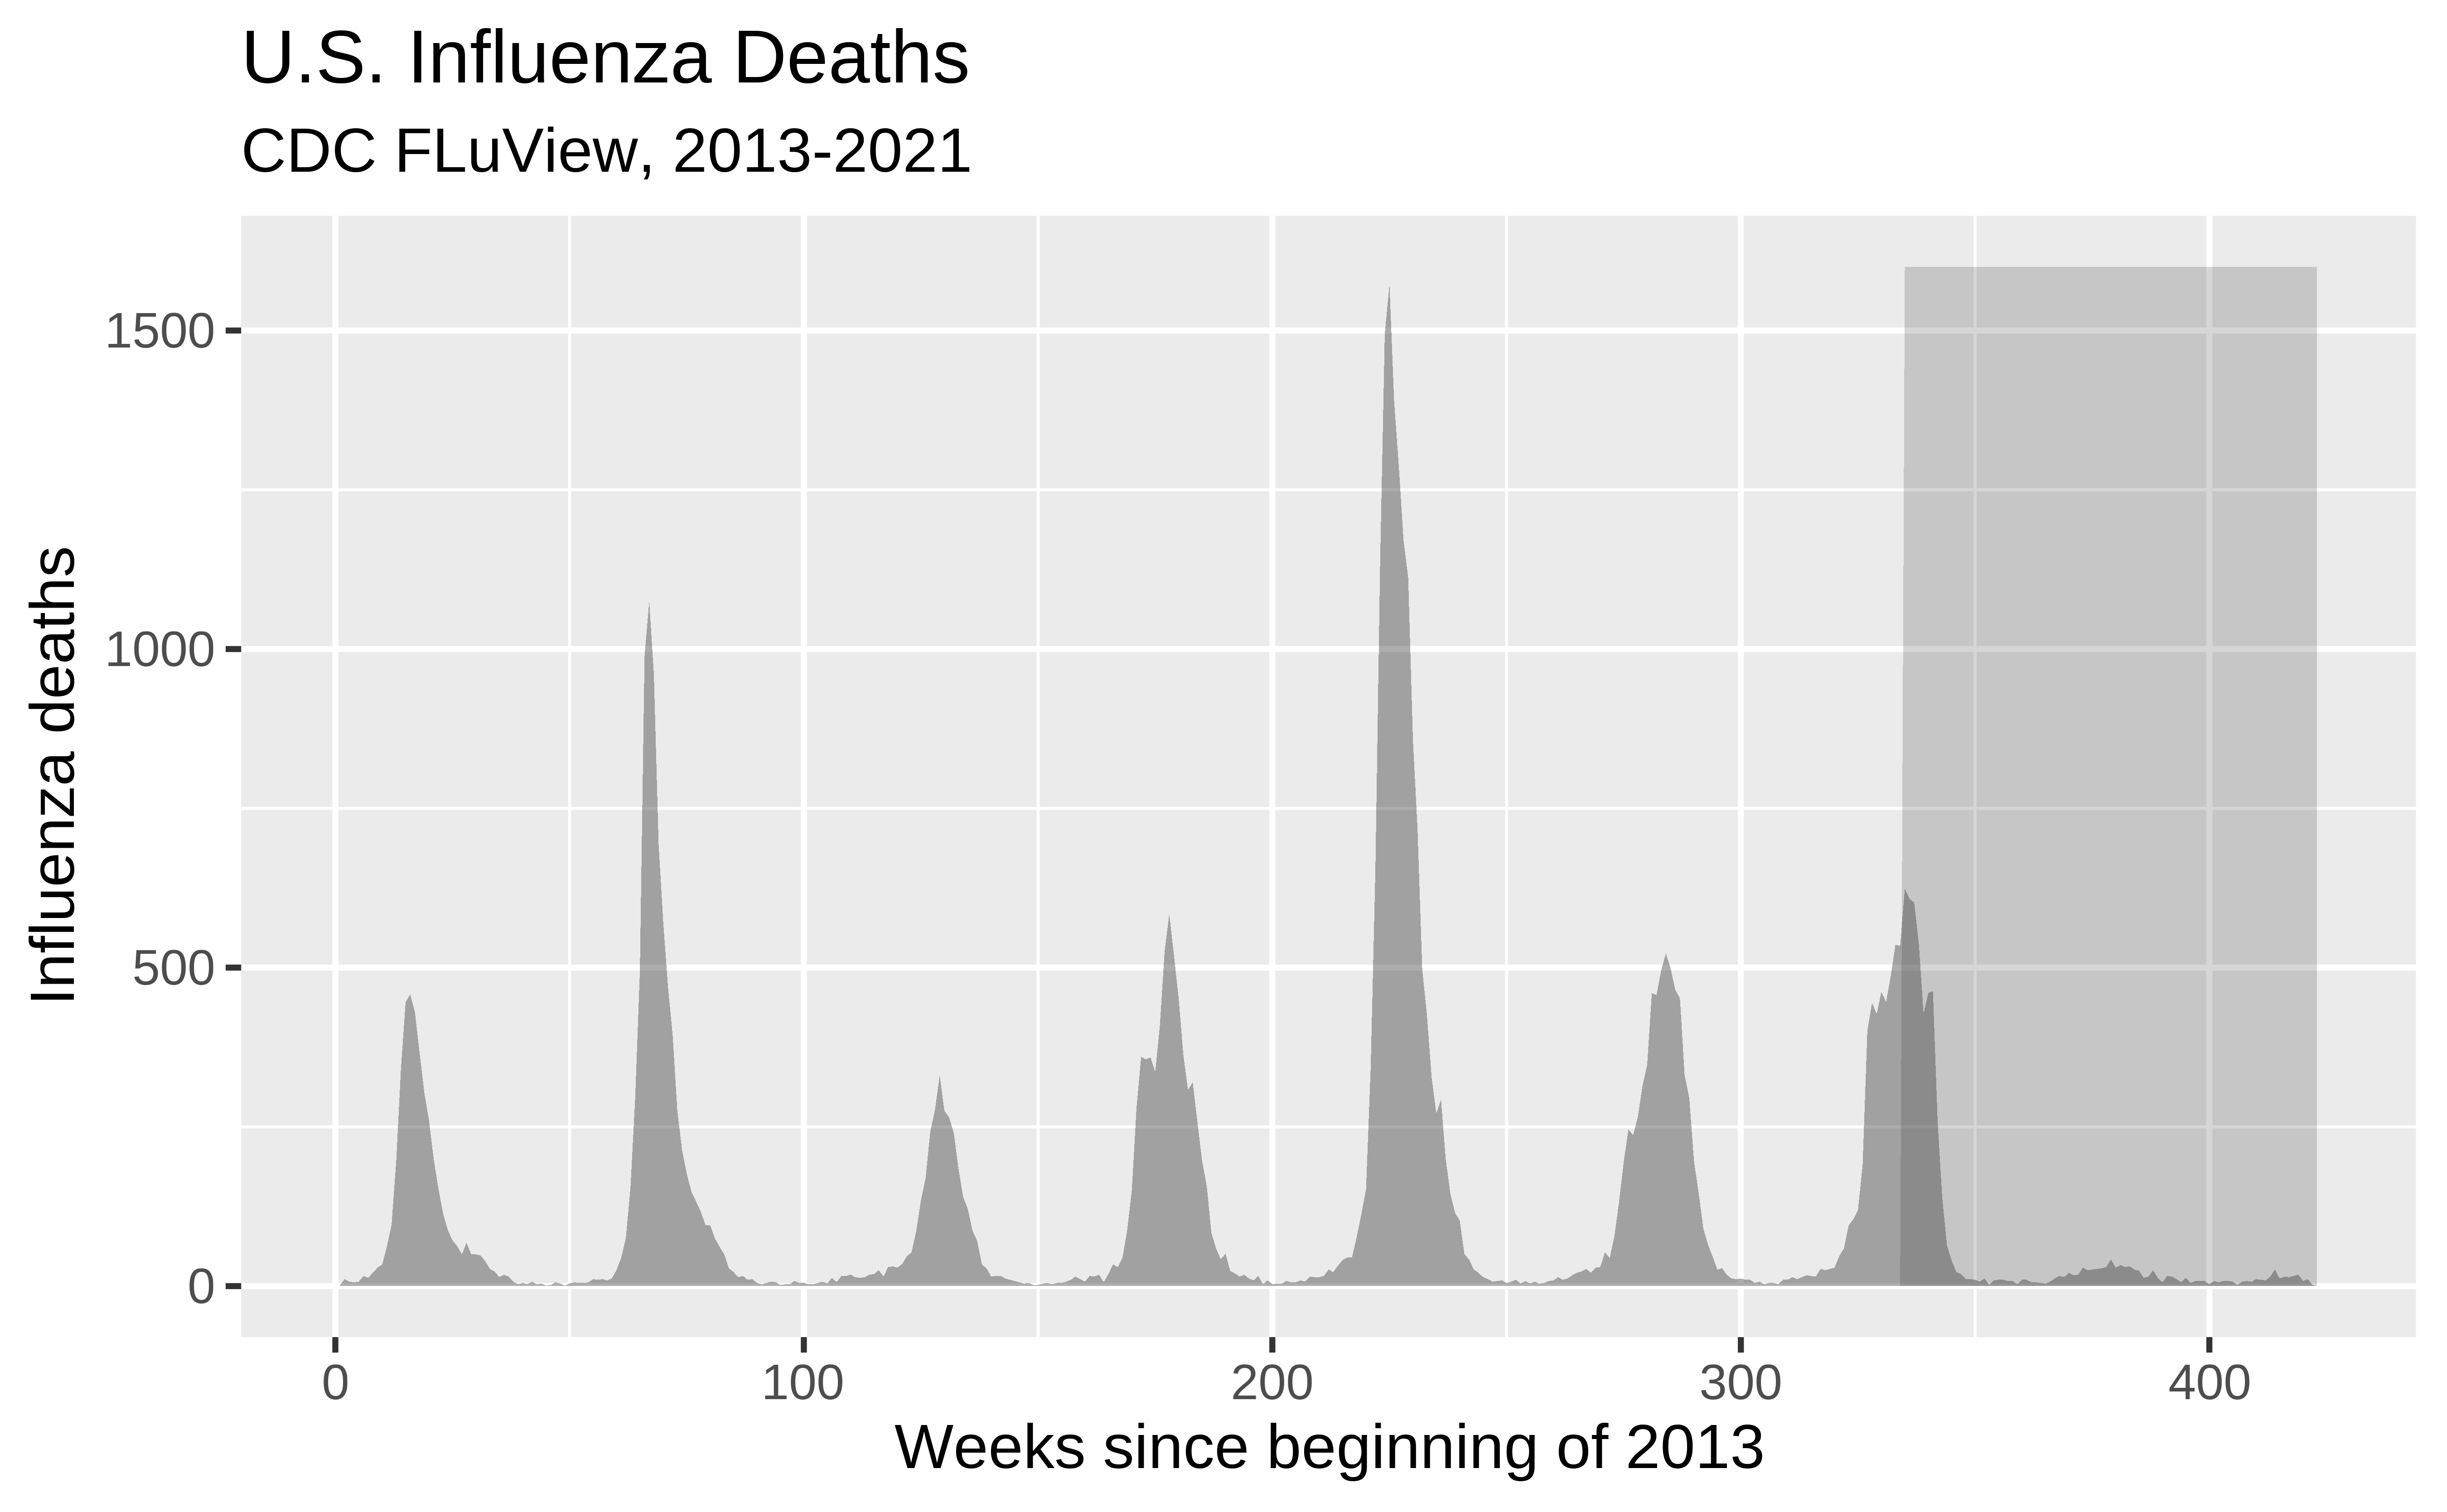 U.S. Influenza Deaths
CDC FLuView, 2013-2021
Influenza deaths
1500
1000
500
0
0 100 200 300 400
Weeks since beginning of 2013